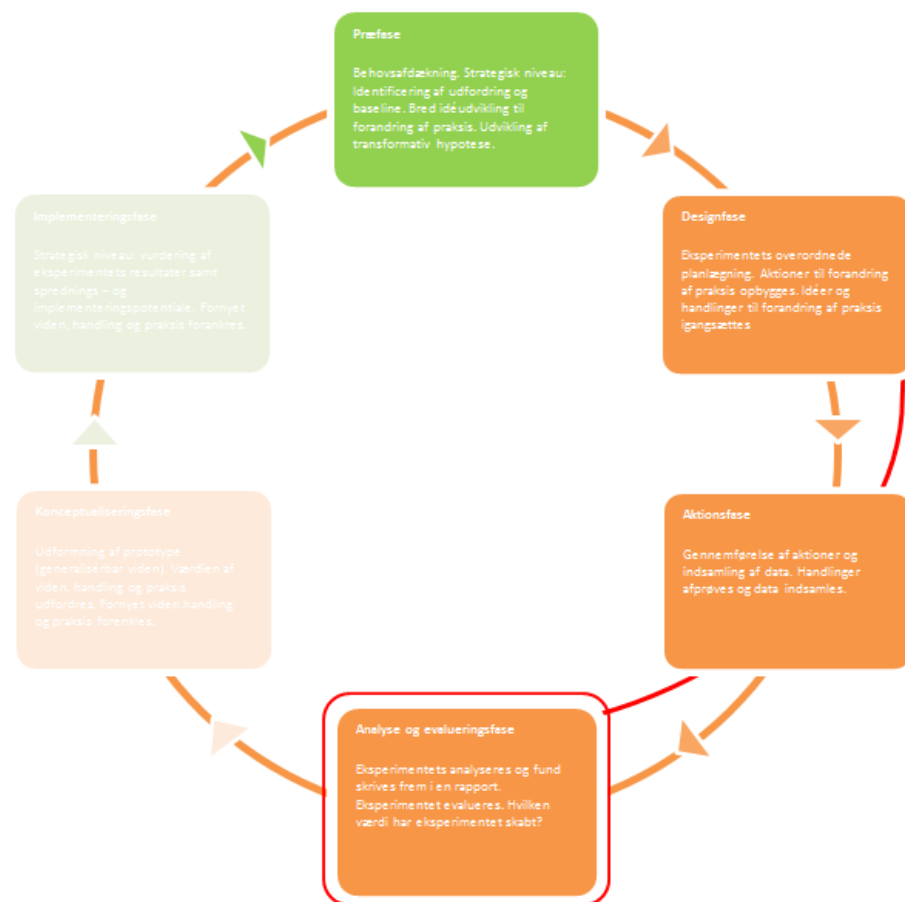 Præfase
Behovsafdækning. Strategisk niveau:
Identificering af udfordring og
baseline. Bred idéudvikling til
forandring af praksis. Udvikling af
transformativ hypotese.
Designfase
Eksperimentets overordnede
planlægning. Aktioner til forandring
af praksis opbygges. Idéer og
handlinger til forandring af praksis
igangsættes
Aktionsfase
Gennemførelse af aktioner og
indsamling af data. Handlinger
afprøves og data indsamles.
Analyse og evalueringsfase
Eksperimentets analyseres og fund
skrives frem i en rapport.
Eksperimentet evalueres. Hvilken
værdi har eksperimentet skabt?
Konceptualiseringsfase
Udformning af prototype
(generalisérbar viden). Værdien af
viden, handling og praksis
udfordres. Fornyet viden,handling
og praksis forenkles.
Implementeringsfase
Strategisk niveau: vurdering af
eksperimentets resultater samt
sprednings – og
implementeringspotentiale. Fornyet
viden, handling og praksis forankres.